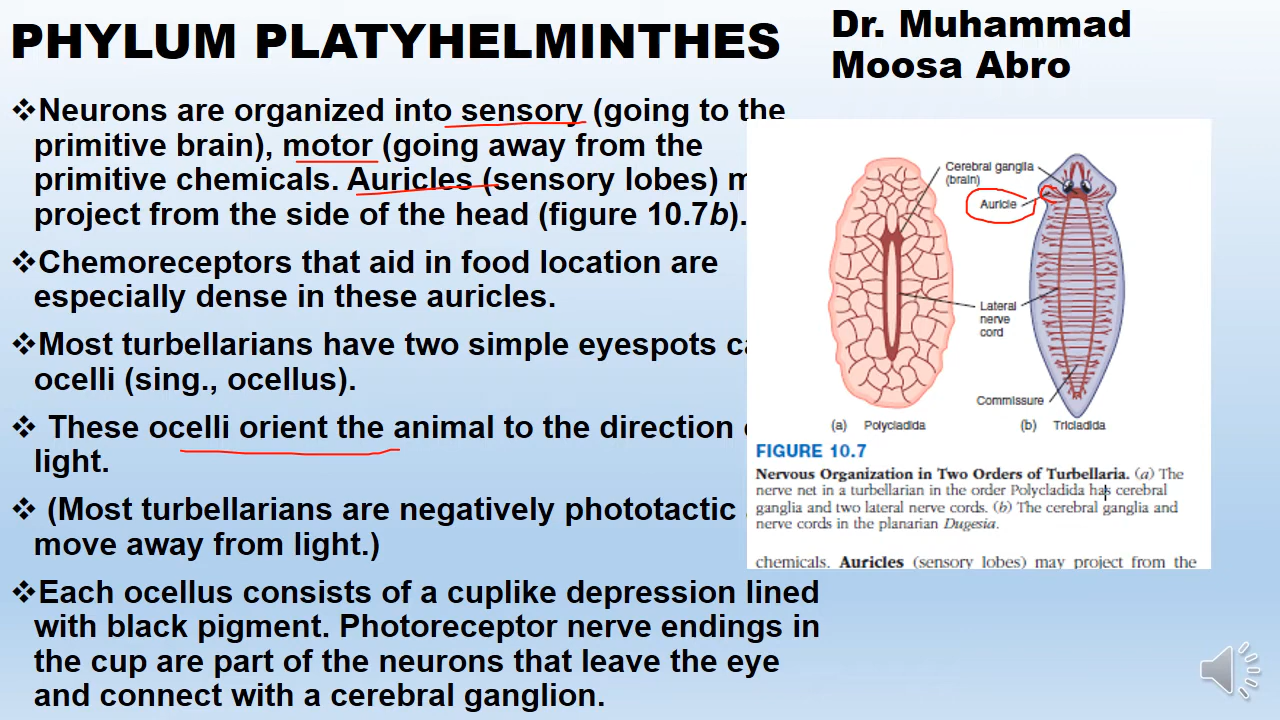 PHYLUM PLATYHELMINTHES
Dr. Muhammad
Moosa Abro
❖Neurons are organized into sensory (going to the
primitive brain), motor (going away from the
primitive chemicals. Auricles (sensory lobes)
project from the side of the head (figure 10.7b).
❖Chemoreceptors that aid in food location are
especially dense in these auricles.
❖Most turbellarians have two simple eyespots
ocelli (sing., ocellus).
❖ These ocelli orient the animal to the direction
light.
❖ (Most turbellarians are negatively phototactic
move away from light.)
❖Each ocellus consists of a cuplike depression lined
with black pigment. Photoreceptor nerve endings in
the cup are part of the neurons that leave the eye
and connect with a cerebral ganglion.
Cerebral ganglia
(brain)
Auricle
Lateral
nerve
cord
Commissure
(a) Polycladida
(b) Tricladida
FIGURE 10.7
Nervous Organization in Two Orders of Turbellaria. (a) The
nerve net in a turbellarian in the order Polycladida has cerebral
ganglia and two lateral nerve cords. (b) The cerebral ganglia and
nerve cords in the planarian Dugesia.
chemicals. Auricles (sensory lobes) may project from the